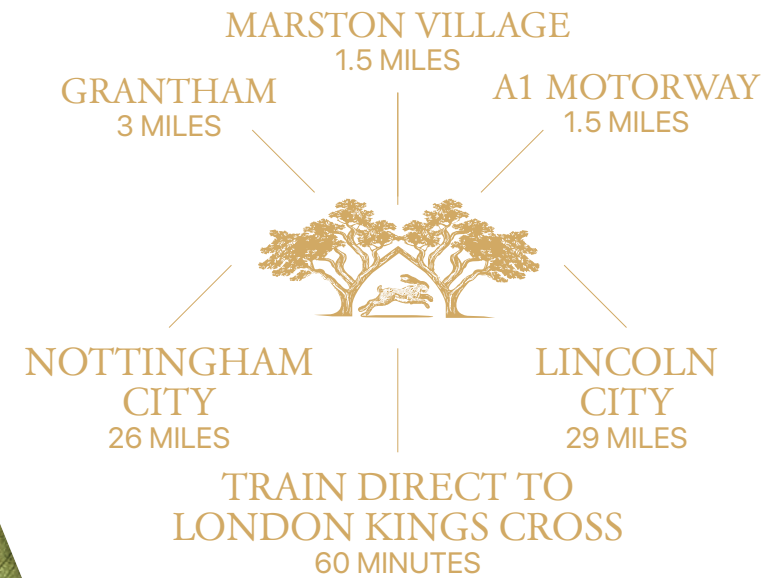 MARSTON VILLAGE
1.5 MILES
GRANTHAM
3 MILES
A1 MOTORWAY
1.5 MILES
NOTTINGHAM
CITY
26 MILES
LINCOLN
CITY
29 MILES
TRAIN DIRECT TO
LONDON KINGS CROSS
60 MINUTES